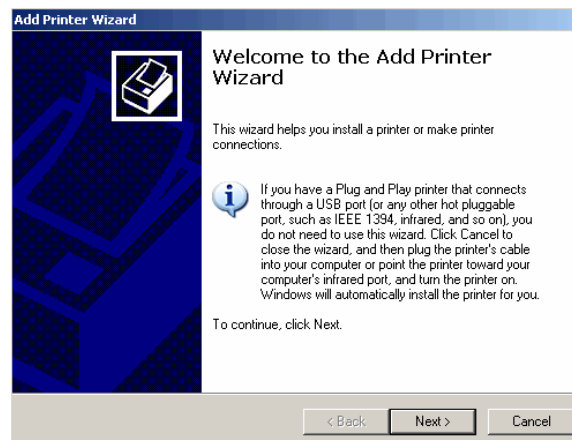 Add Printer Wizard
Welcome to the Add Printer
Wizard
This wizard helps you install a printer or make printer
connections.
If you have a Plug and Play printer that connects
through a USB port (or any other hot pluggable
port, such as IEEE 1394, infrared, and so on), you
do not need to use this wizard. Click Cancel to
close the wizard, and then plug the printer's cable
into your computer or point the printer toward your
computer's infrared port, and turn the printer on.
Windows will automatically install the printer for you.
To continue, click Next.
< Back Next > Cancel